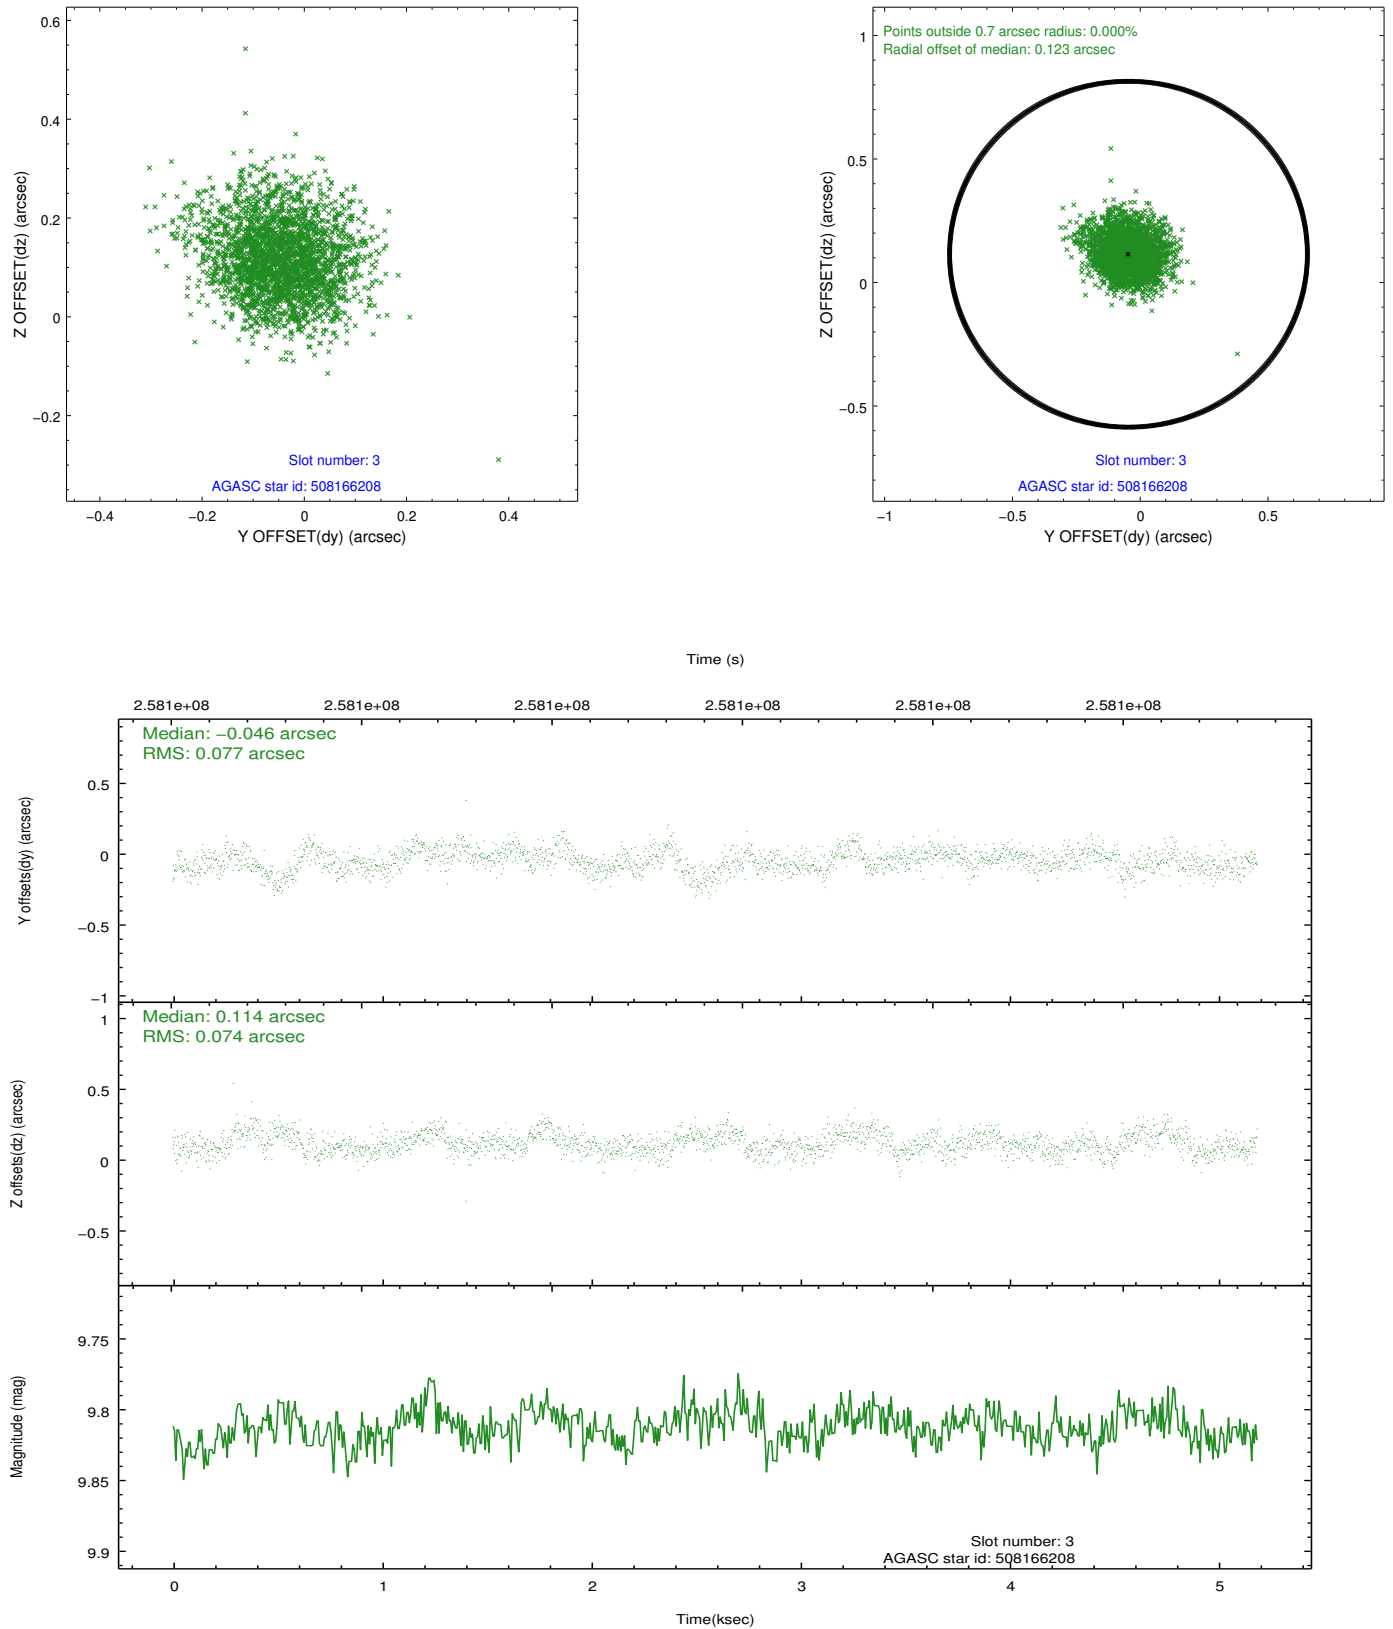 0.6
0.4
0.2
0
−0.2
Z OFFSET(dz) (arcsec)
Slot number: 3
AGASC star id: 508166208
−0.4 −0.2 0 0.2 0.4
Y OFFSET(dy) (arcsec)
Points outside 0.7 arcsec radius: 0.000%
Radial offset of median: 0.123 arcsec
1
0.5
0
−0.5
Z OFFSET(dz) (arcsec)
Slot number: 3
AGASC star id: 508166208
−1 −0.5 0 0.5
Y OFFSET(dy) (arcsec)
Time (s)
2.581e+08 2.581e+08 2.581e+08 2.581e+08 2.581e+08 2.581e+08
Median: −0.046 arcsec
RMS: 0.077 arcsec
0.5
0
−0.5
−1
Y offsets(dy) (arcsec)
Median: 0.114 arcsec
RMS: 0.074 arcsec
1
0.5
0
−0.5
Z offsets(dz) (arcsec)
9.75
9.8
9.85
9.9
Magnitude (mag)
Slot number: 3
AGASC star id: 508166208
0 1 2 3 4 5
Time(ksec)